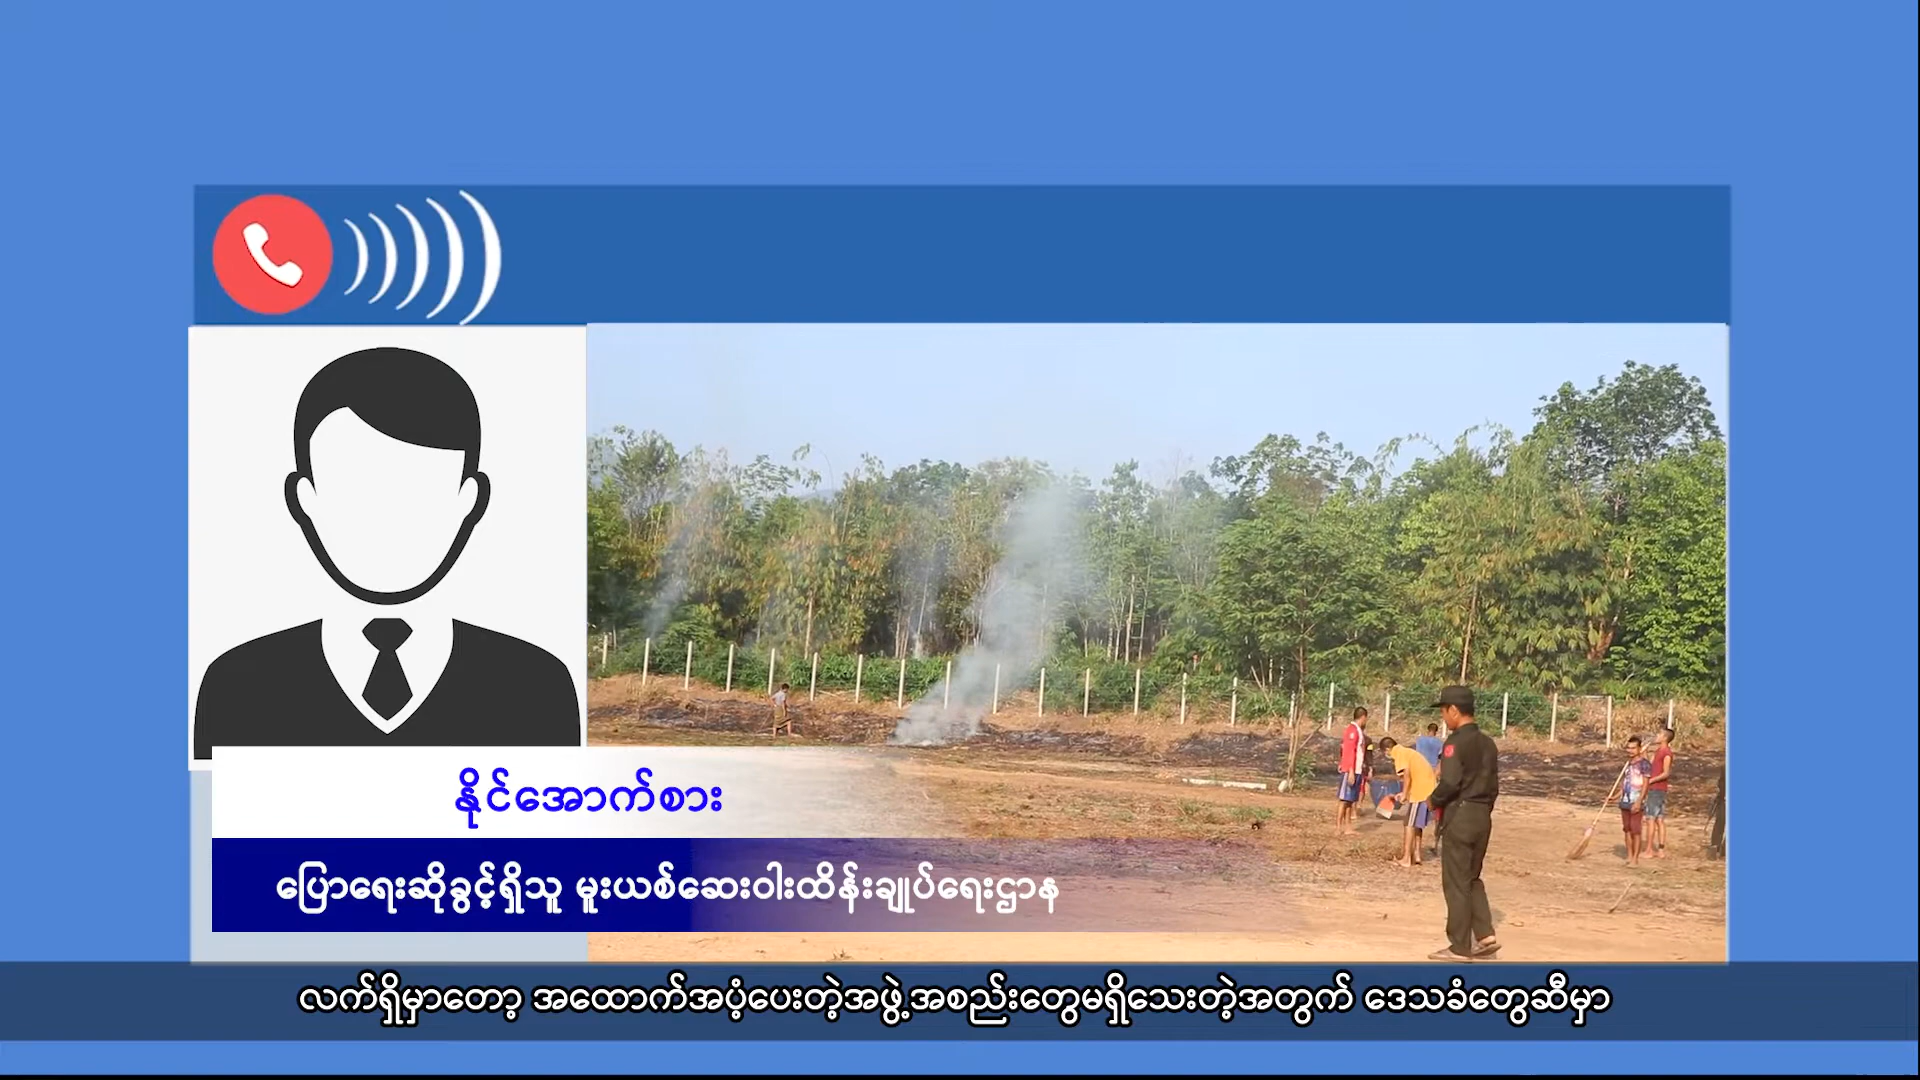 နိုင်အောက်စား
ပြောရေးဆိုခွင့်ရှိသူ မူးယစ်ဆေးဝါးထိန်းချုပ်ရေးဌာန
လက်ရှိမှာတော့ အထောက်အပံ့ပေးတဲ့အဖွဲ့အစည်းတွေမရှိသေးတဲ့အတွက် ဒေသခံတွေဆီမှာ